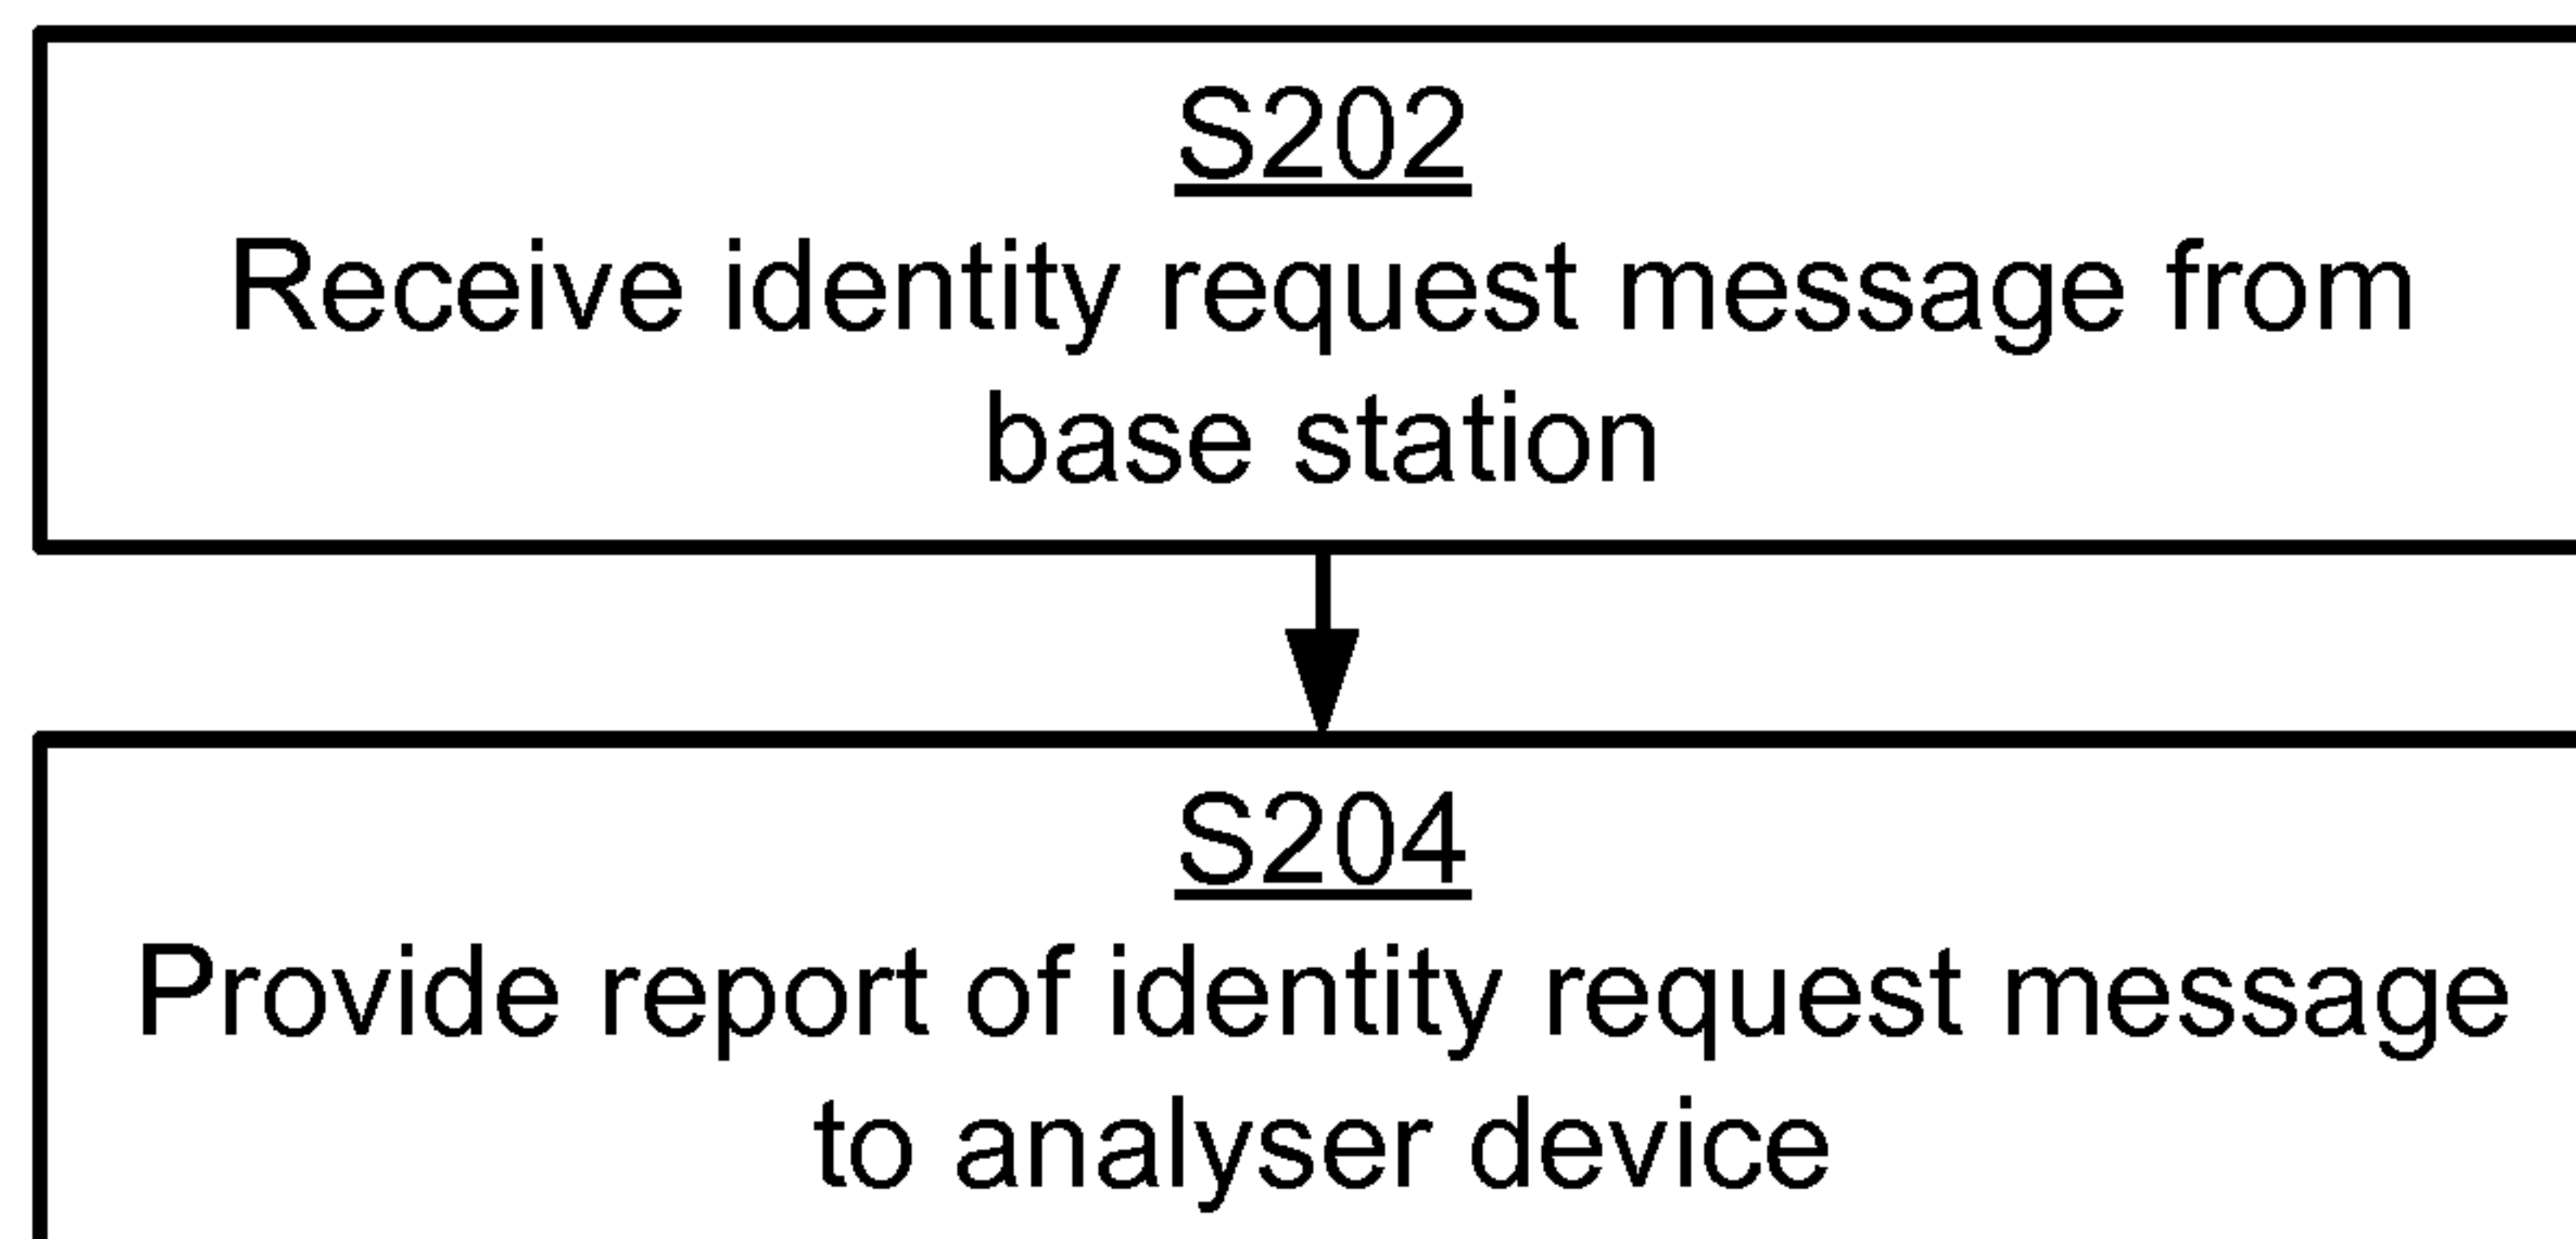 S202
Receive identity request message from
base station
S204
Provide report of identity request message
to analyser device